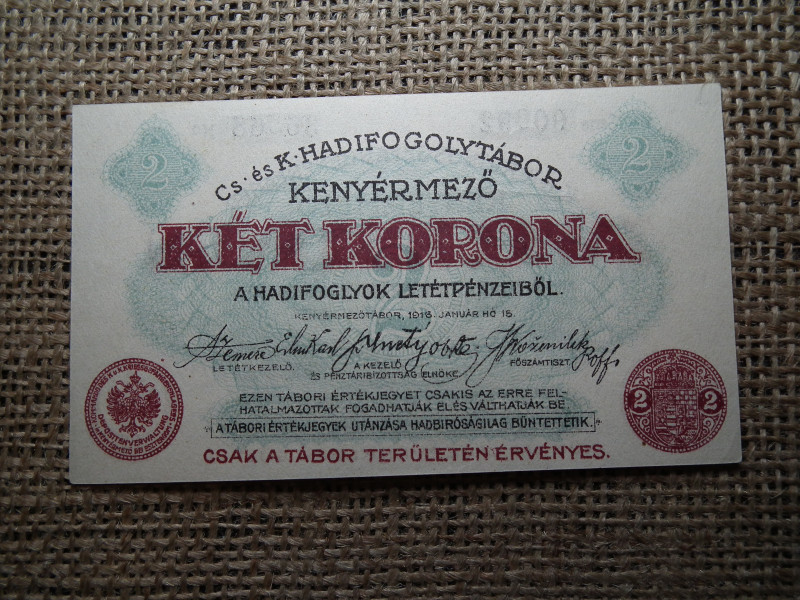 2
2
Cs. és K. HADIFOGOLYTÁBOR
KENYÉRMEZŐ
KÉT KORONA
A HADIFOGLYOK LETÉTPÉNZEIBŐL.
KENYÉRMEZŐTÁBOR, 1916. JANUÁR HÓ 15.
LETÉTKEZELŐ. A KEZELŐ FŐSZÁMTISZT.
ÉS PÉNZTÁRIBIZOTTSÁG ELNÖKE.
EZEN TÁBORI ÉRTÉKJEGYET CSAKIS AZ ERRE FEL-
HATALMAZOTTAK FOGADHATJÁK EL ÉS VÁLTHATJÁK BE.
A TÁBORI ÉRTÉKJEGYEK UTÁNZÁSA HADBIRÓSÁGILAG BÜNTETTETIK.
CSAK A TÁBOR TERÜLETÉN ÉRVÉNYES.
DEPOSITENVERWALTUNG
2 2